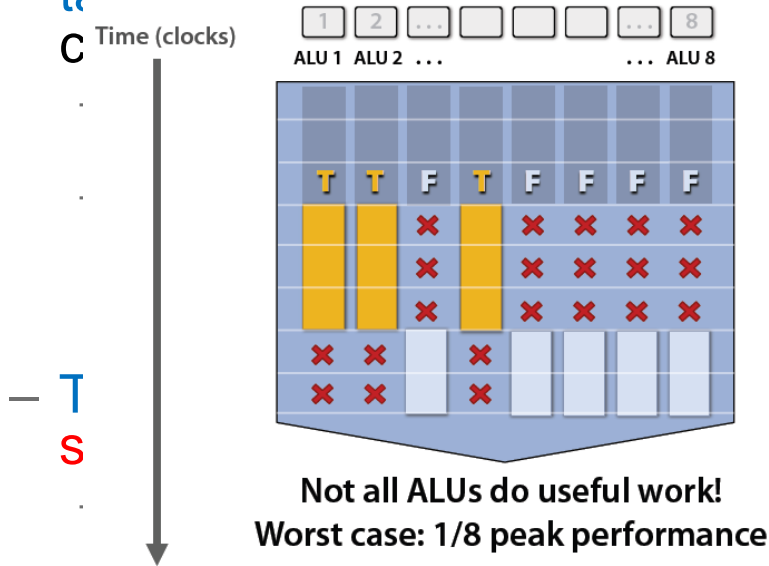 Time (clocks)
1 2 ... ... 8
ALU 1 ALU 2 ... ... ALU 8
T T F T F F F F
— T
s
Not all ALUs do useful work!
Worst case: 1/8 peak performance